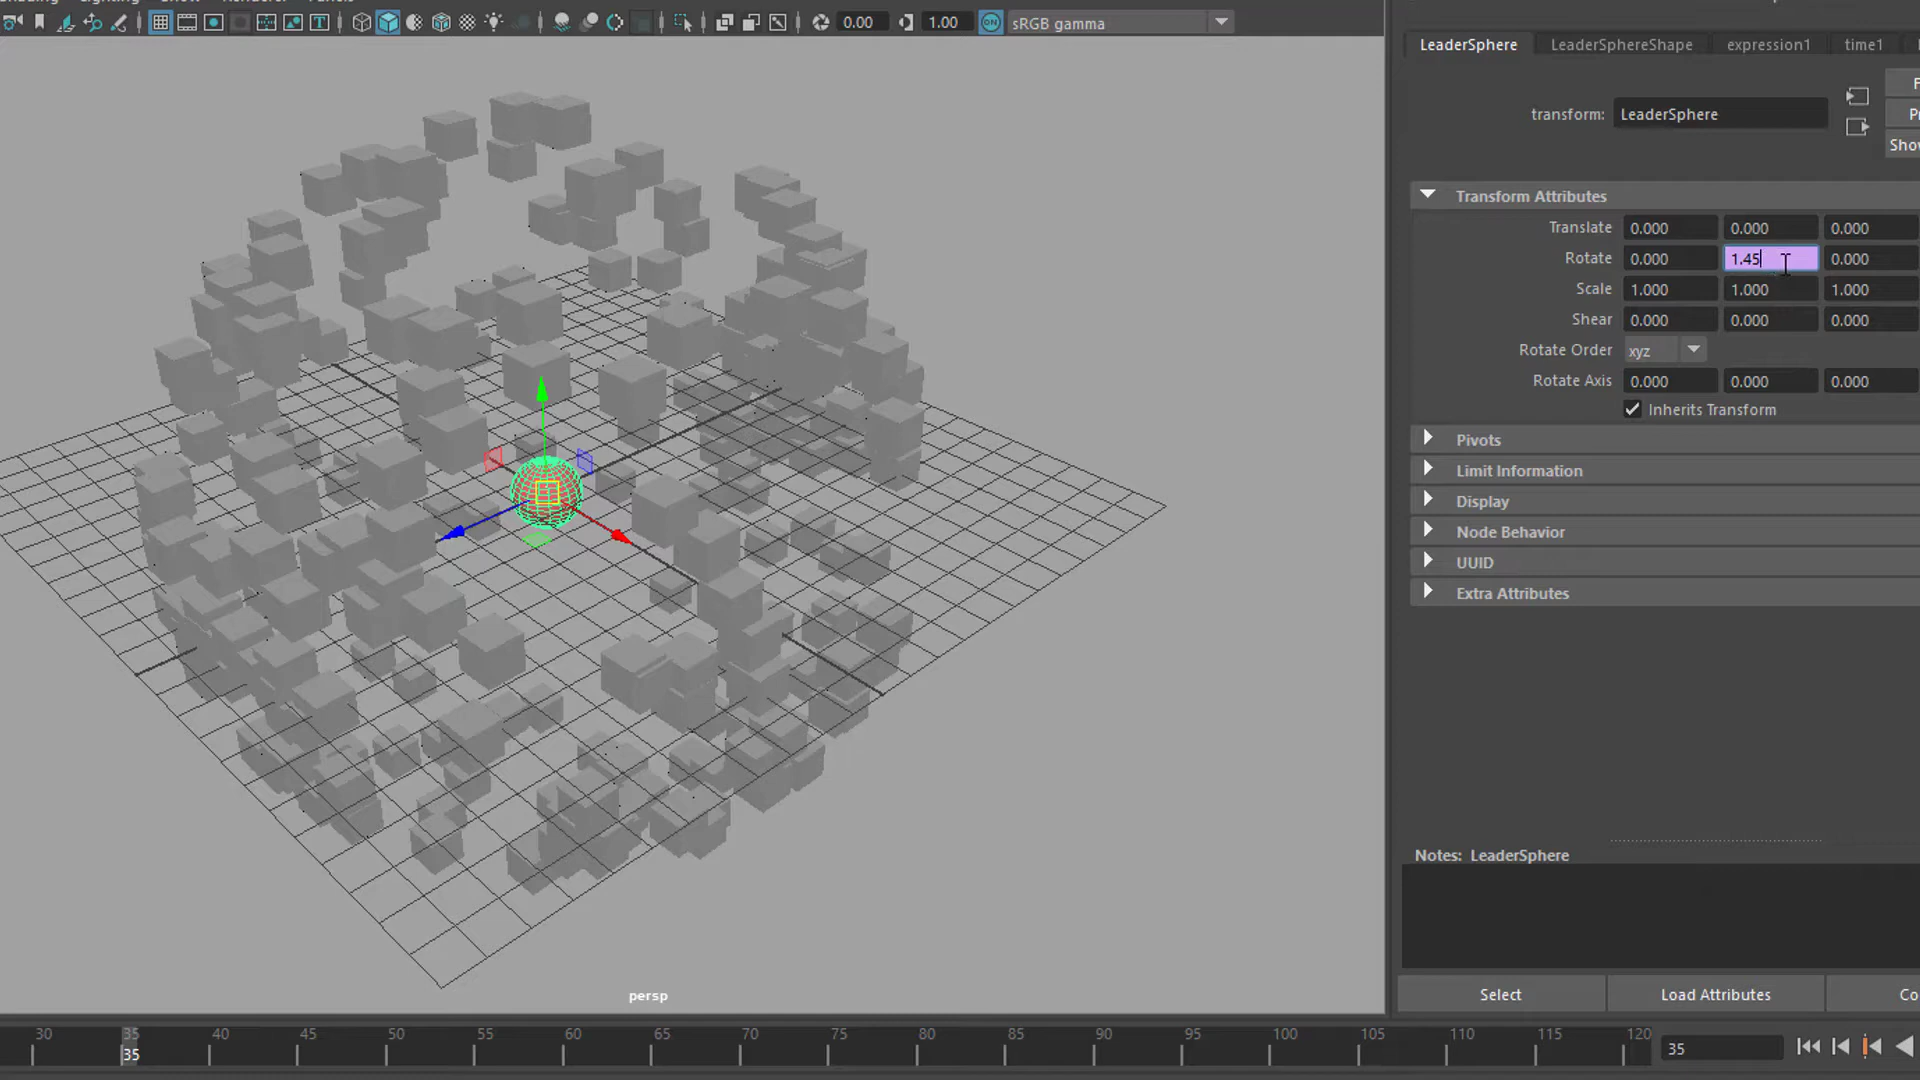 0.00
1.00
ON
sRGB gamma
LeaderSphere
LeaderSphereShape
expression1
time1
transform:
LeaderSphere
Show
Transform Attributes
Translate 0.000 0.000 0.000
Rotate 0.000 1.45 0.000
Scale 1.000 1.000 1.000
Shear 0.000 0.000 0.000
Rotate Order xyz
Rotate Axis 0.000 0.000 0.000
Inherits Transform
Pivots
Limit Information
Display
Node Behavior
UUID
Extra Attributes
Notes: LeaderSphere
Select
Load Attributes
Co
persp
30 35 40 45 50 55 60 65 70 75 80 85 90 95 100 105 110 115 120
35
35